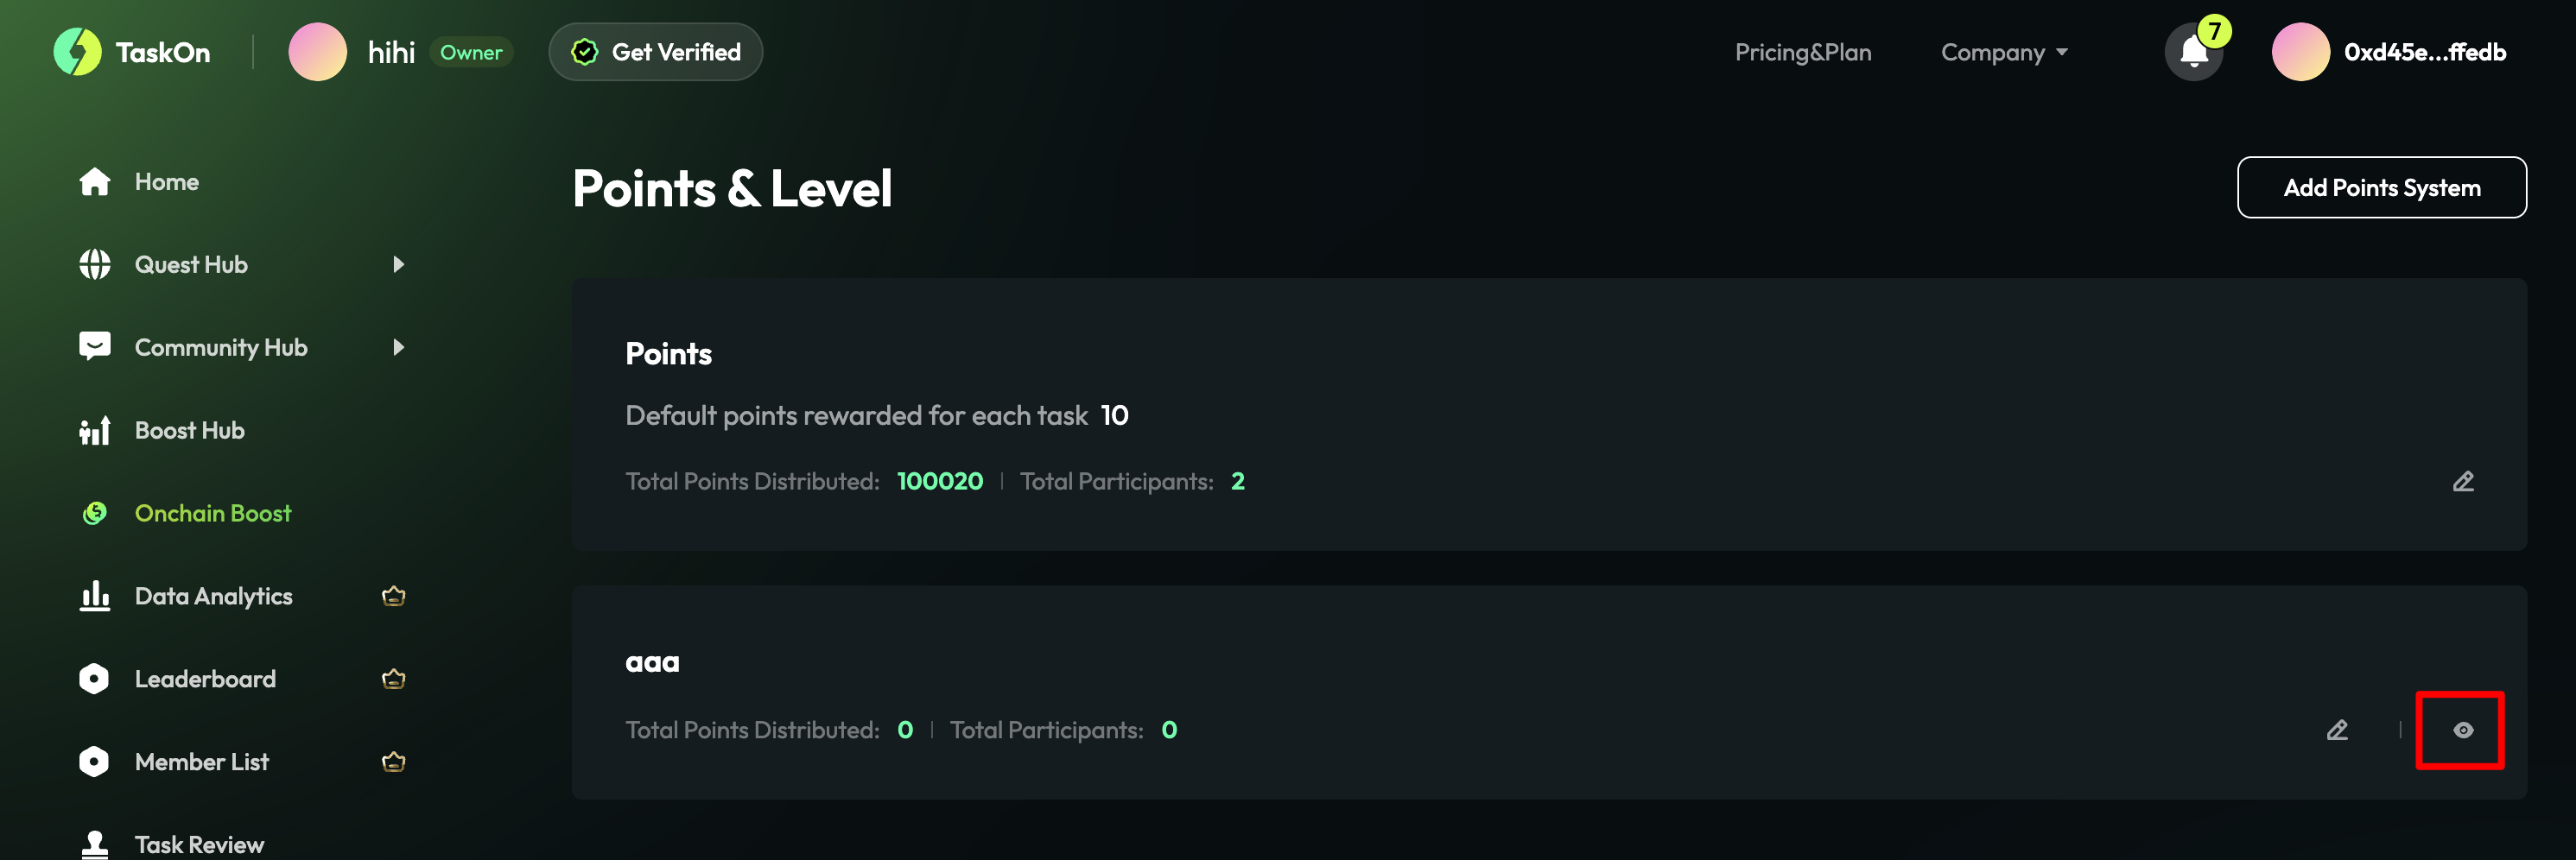 TaskOn
hihi Owner
Get Verified
Pricing&Plan
Company
7
0xd45e...ffedb
Home
Quest Hub
Community Hub
Boost Hub
Onchain Boost
Data Analytics
Leaderboard
Member List
Task Review
Points & Level
Add Points System
Points
Default points rewarded for each task 10
Total Points Distributed: 100020 | Total Participants: 2
aaa
Total Points Distributed: 0 | Total Participants: 0